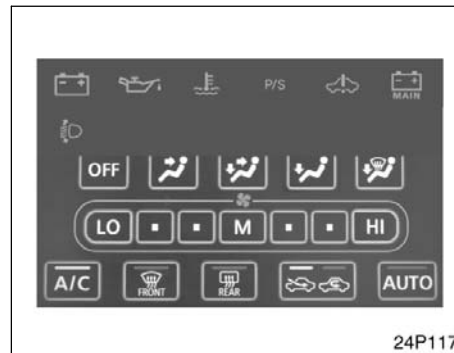 P/S
MAIN
OFF
LO M HI
A/C FRONT REAR AUTO
24P117